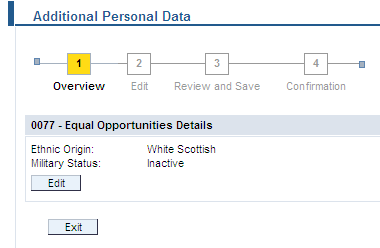 Additional Personal Data
1 2 3 4
Overview Edit Review and Save Confirmation
0077 - Equal Opportunities Details
Ethnic Origin: White Scottish
Military Status: Inactive
Edit
Exit